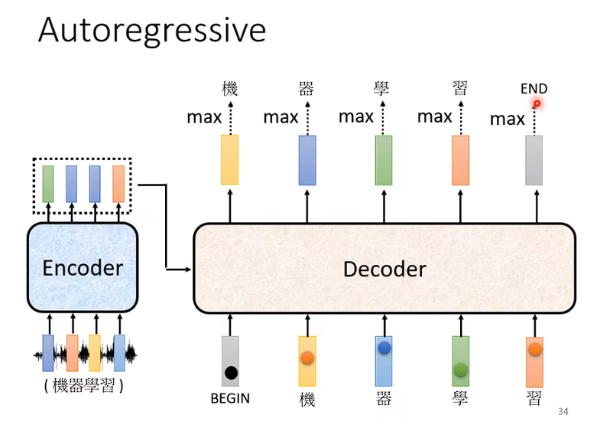 Autoregressive
機 器 學 習 END
max max max max max
Encoder
Decoder
BEGIN 機 器 學 習
( 機器學習 )
34